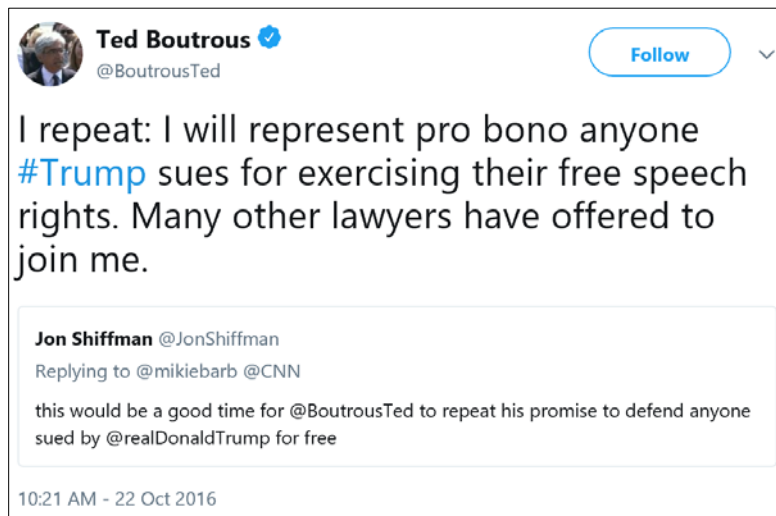 Ted Boutrous
@BoutrousTed
Follow
I repeat: I will represent pro bono anyone
#Trump sues for exercising their free speech
rights. Many other lawyers have offered to
join me.
Jon Shiffman @JonShiffman
Replying to @mikiebarb @CNN
this would be a good time for @BoutrousTed to repeat his promise to defend anyone
sued by @realDonaldTrump for free
10:21 AM - 22 Oct 2016